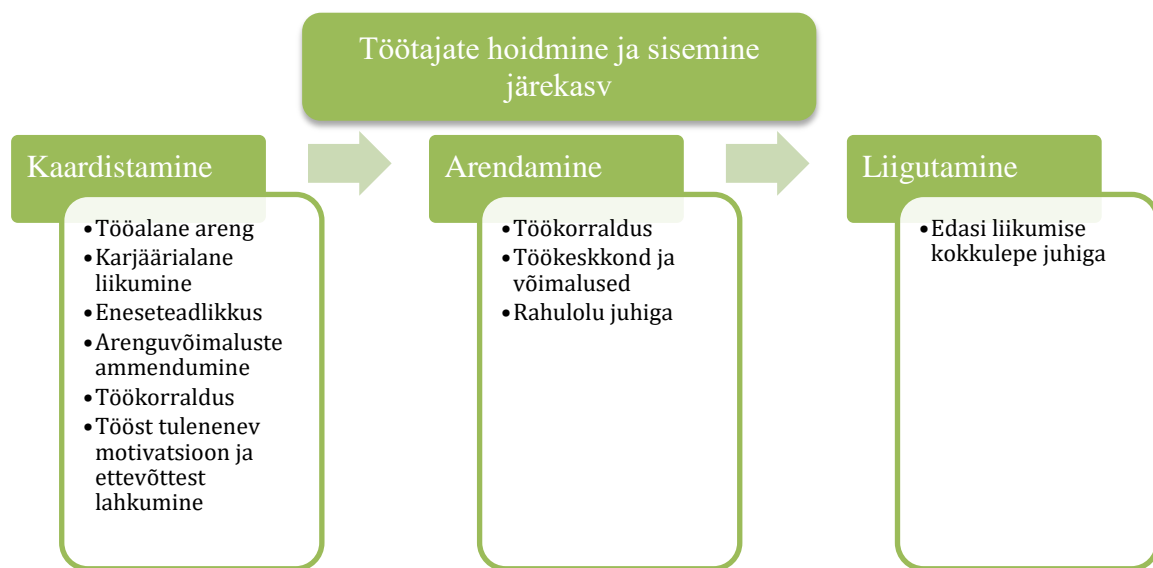 Töötajate hoidmine ja sisemine
järekasv
Kaardistamine
•Tööalane areng
•Karjäärialane
liikumine
•Eneseteadlikkus
•Arenguvõimaluste
ammendumine
•Töökorraldus
•Tööst tulenenev
motivatsioon ja
ettevõttest
lahkumine
Arendamine
•Töökorraldus
•Töökeskkond ja
võimalused
•Rahulolu juhiga
Liigutamine
•Edasi liikumise
kokkulepe juhiga